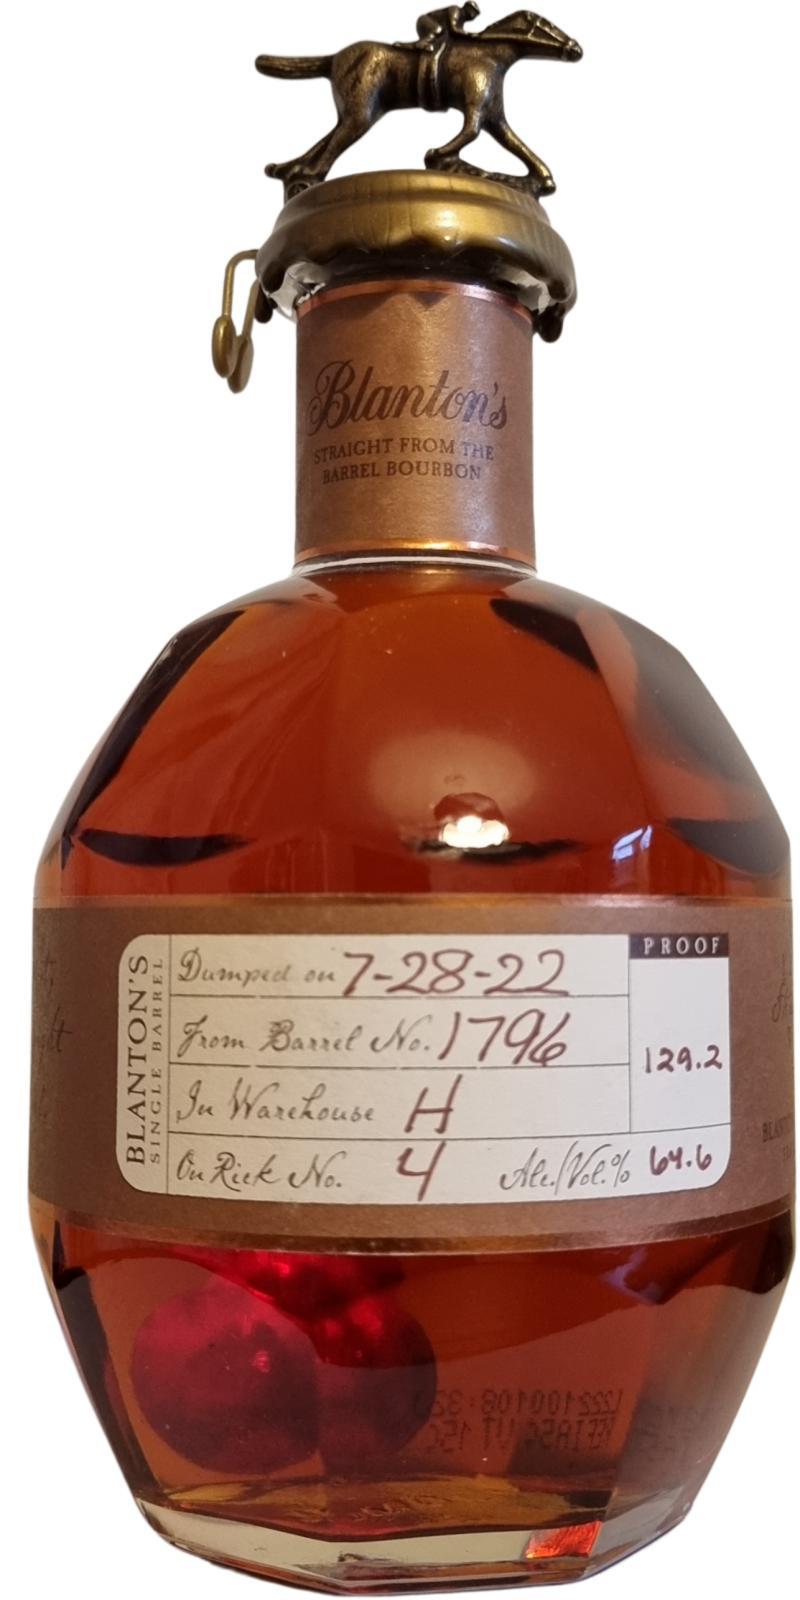 Blanton's
STRAIGHT FROM THE
BARREL BOURBON
BLANTON'S
SINGLE BARREL
Dumped on 7-28-22
PROOF
From Barrel No. 1796
129.2
In Warehouse H
On Rick No. 4 Alc./Vol.% 64.6